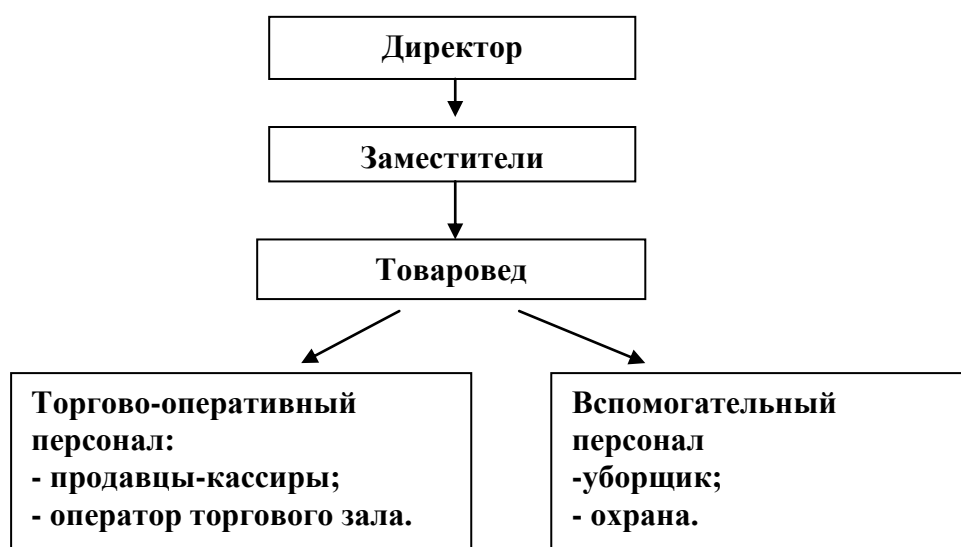 Директор
Заместители
Товаровед
Торгово-оперативный
персонал:
- продавцы-кассиры;
- оператор торгового зала.
Вспомогательный
персонал
-уборщик;
- охрана.